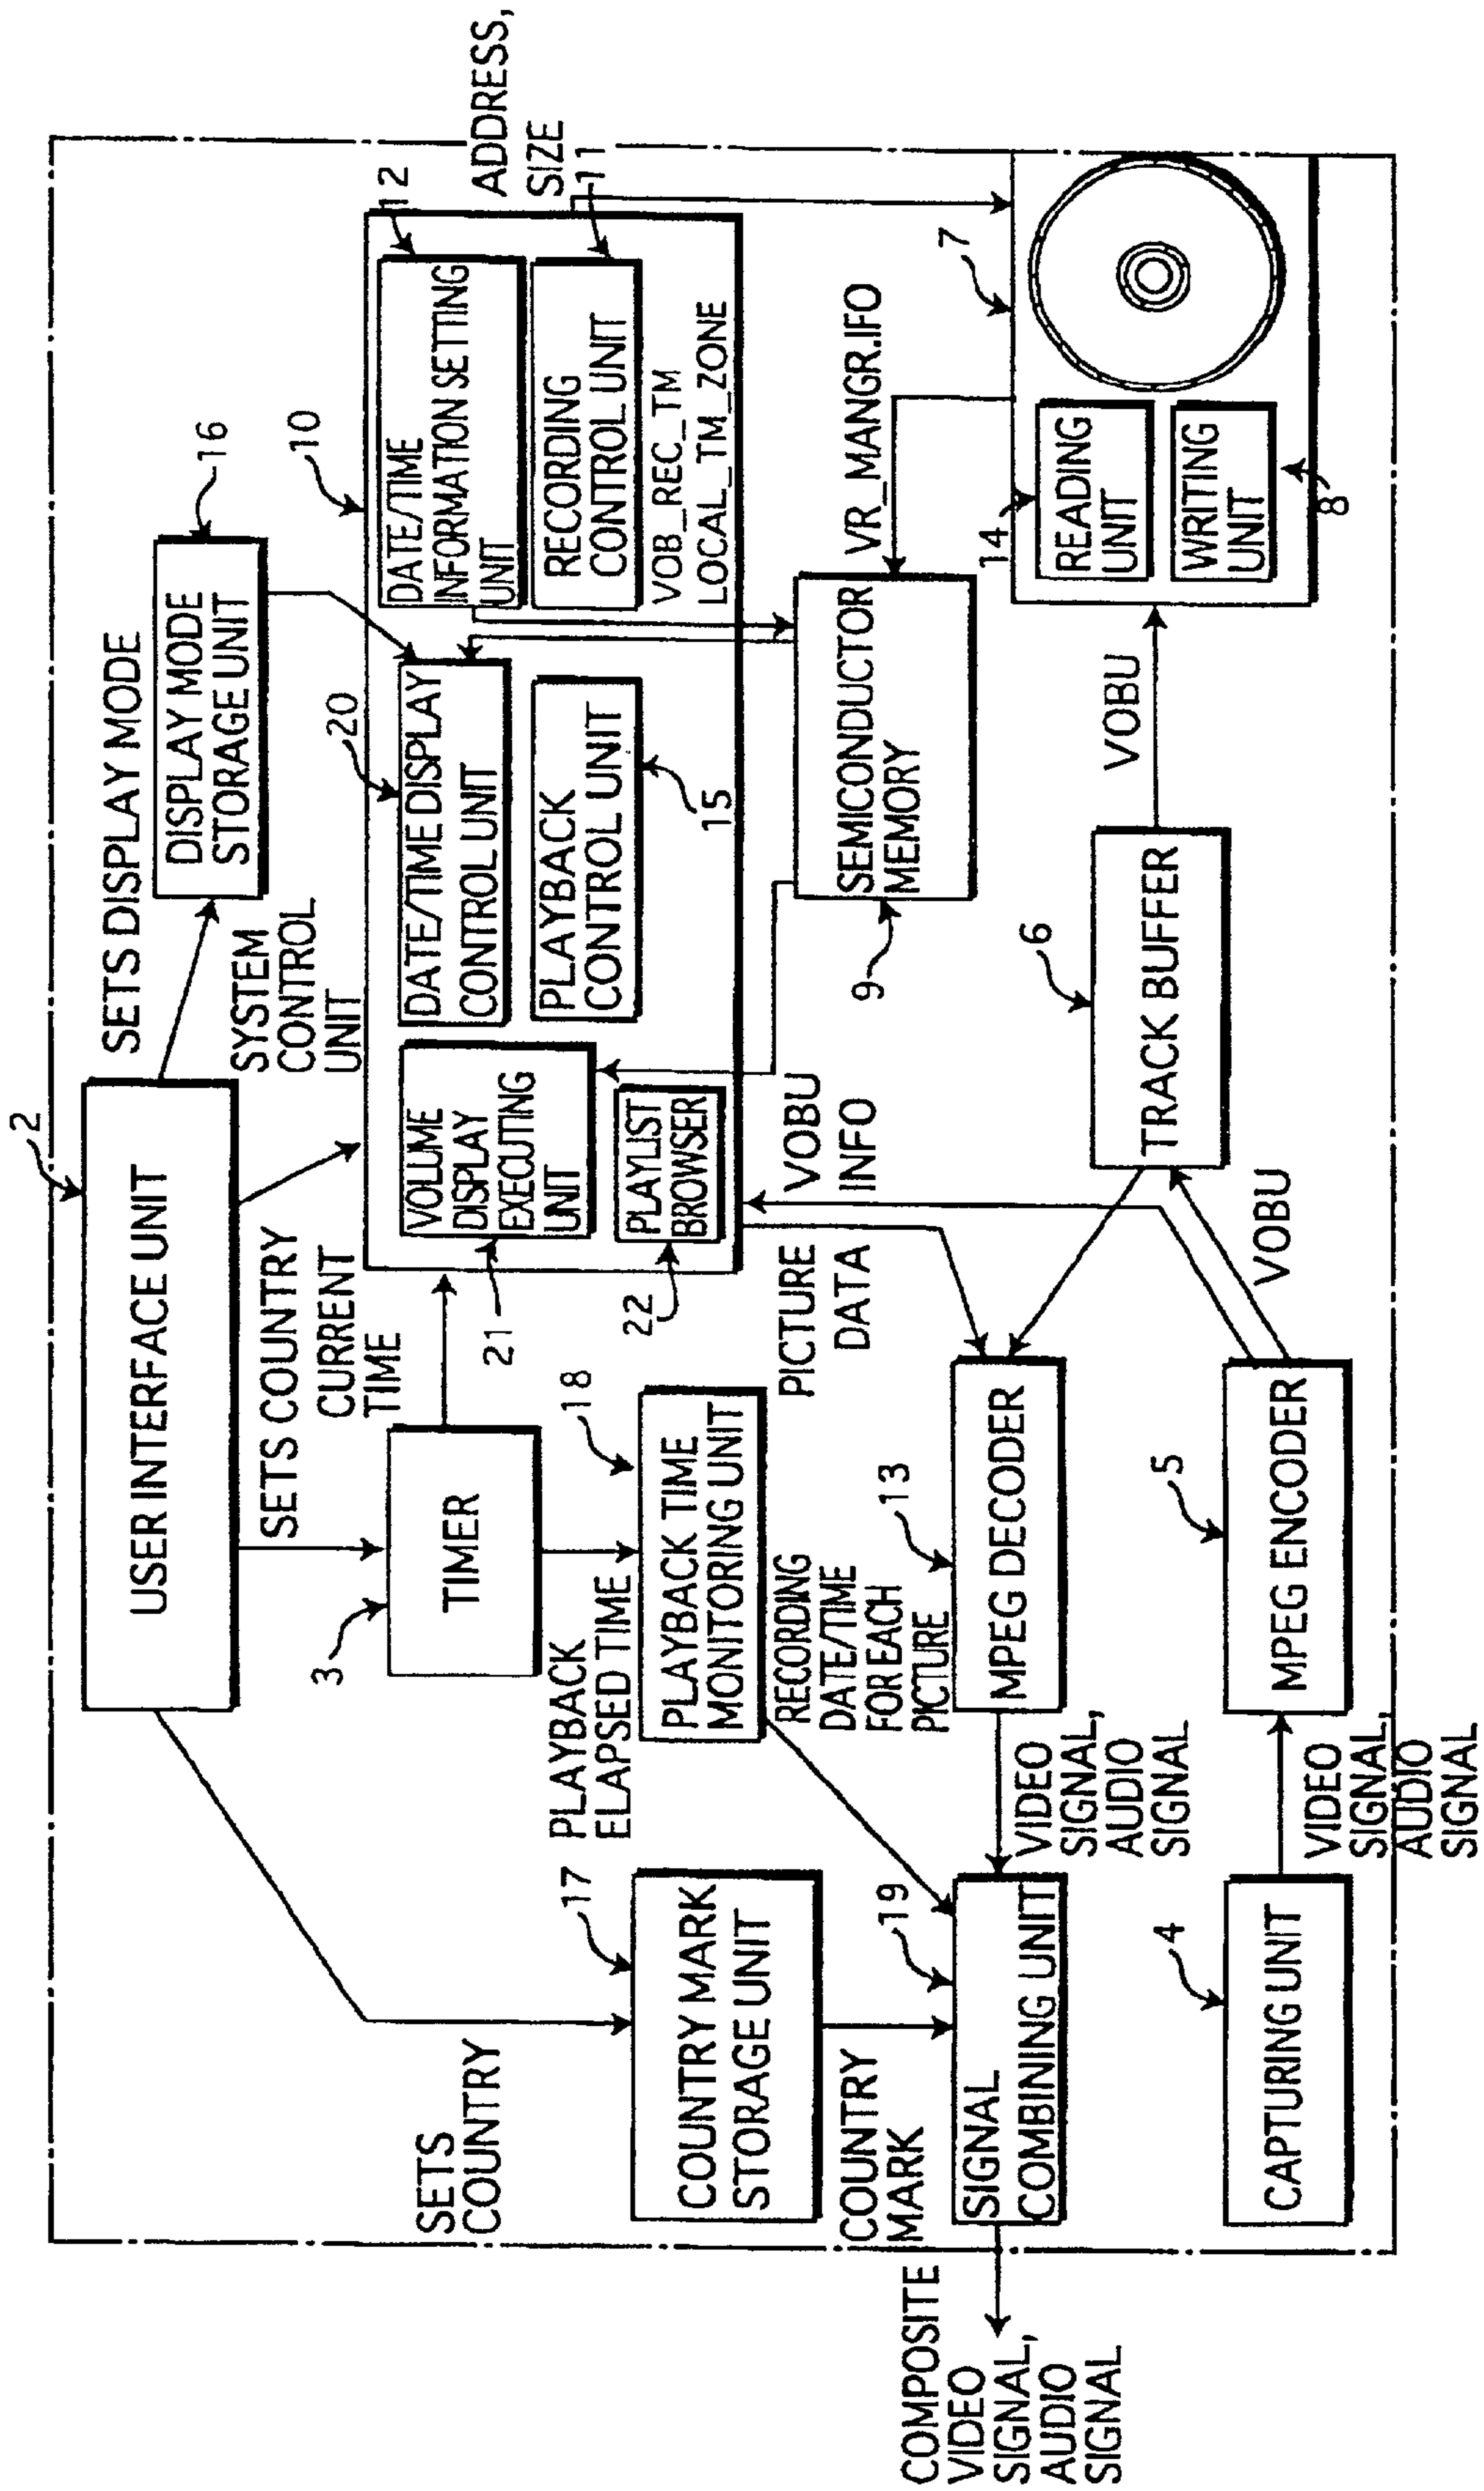 2
USER INTERFACE UNIT
SETS DISPLAY MODE
16
DISPLAY MODE
STORAGE UNIT
SETS
COUNTRY
SETS COUNTRY
3
TIMER
CURRENT
TIME
SYSTEM
CONTROL
UNIT
10
21
VOLUME
DISPLAY
EXECUTING
UNIT
20
DATE/TIME DISPLAY
CONTROL UNIT
12
DATE/TIME
INFORMATION SETTING
UNIT
22
PLAYLIST
BROWSER
PLAYBACK
CONTROL UNIT
15
11
RECORDING
CONTROL UNIT
VOB_REC_TM
LOCAL_TM_ZONE
ADDRESS,
SIZE
17
COUNTRY MARK
STORAGE UNIT
PLAYBACK
ELAPSED TIME
18
PLAYBACK TIME
MONITORING UNIT
COUNTRY
MARK
RECORDING
DATE/TIME
FOR EACH
PICTURE
PICTURE
DATA
VOBU
INFO
9
SEMICONDUCTOR
MEMORY
VR_MANGR.IFO
7
19
SIGNAL
COMBINING UNIT
13
MPEG DECODER
VIDEO
SIGNAL,
AUDIO
SIGNAL
COMPOSITE
VIDEO
SIGNAL,
AUDIO
SIGNAL
6
TRACK BUFFER
VOBU
14
READING
UNIT
WRITING
UNIT
8
4
CAPTURING UNIT
VIDEO
SIGNAL,
AUDIO
SIGNAL
5
MPEG ENCODER
VOBU